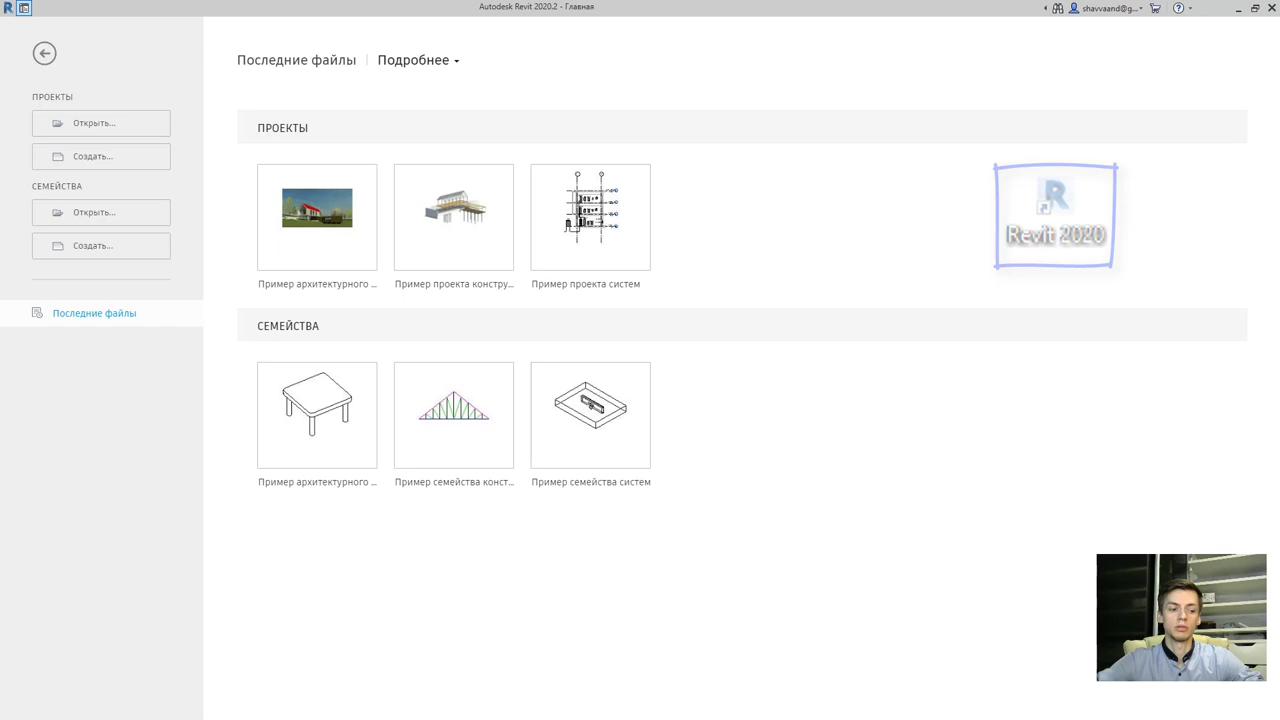 Autodesk Revit 2020.2 - Главная
shavvaand@g...
Последние файлы
Подробнее
ПРОЕКТЫ
Открыть...
Создать...
СЕМЕЙСТВА
Открыть...
Создать...
Последние файлы
ПРОЕКТЫ
Пример архитектурного ...
Пример проекта констру...
Пример проекта систем
Revit 2020
СЕМЕЙСТВА
Пример архитектурного ...
Пример семейства конст...
Пример семейства систем